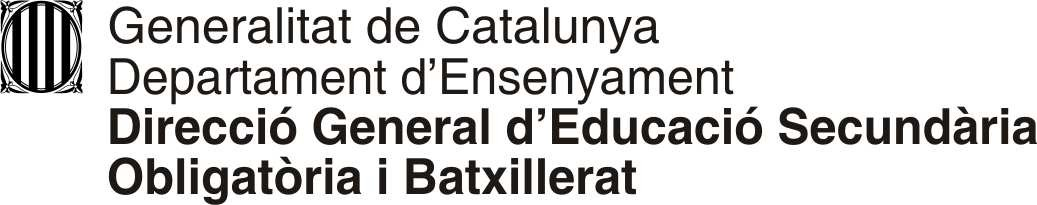 Generalitat de Catalunya
Departament d’Ensenyament
Direcció General d’Educació Secundària
Obligatòria i Batxillerat